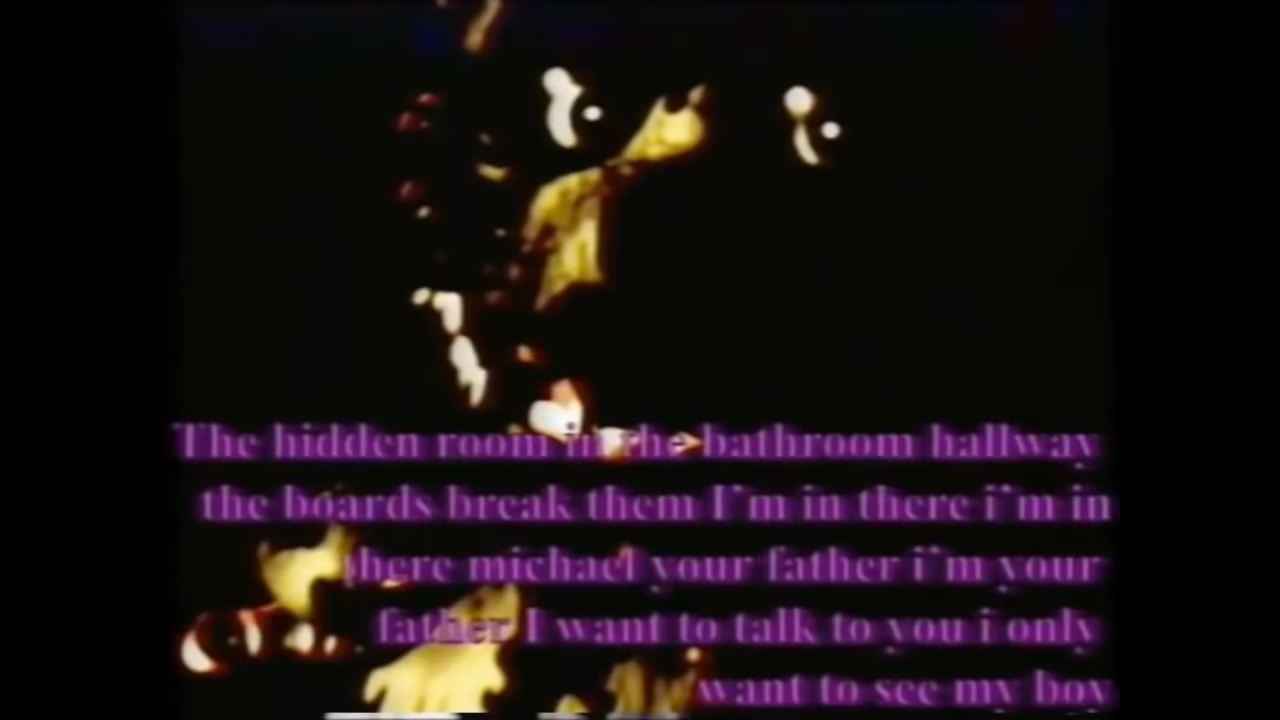 The hidden room in the bathroom hallway
the boards break them I'm in there i'm in
there michael your father i'm your
father I want to talk to you i only
want to see my boy